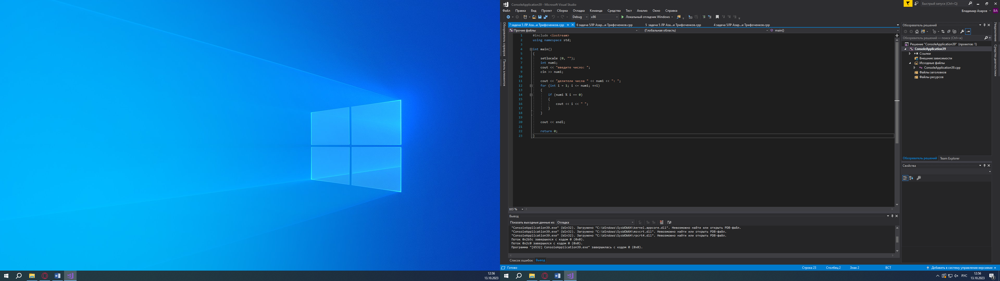 ConsoleApplication39 - Microsoft Visual Studio
Быстрый запуск (Ctrl+Q)
Файл Правка Вид Проект Сборка Отладка Команда Средства Тест Анализ Окно Справка
Владимир Азаров ВА
Debug x86 Локальный отладчик Windows
Обозреватель серверов
Панель элементов
7 задача 5 ЛР Аза...и Трифоченков.cpp 6 задача 5ЛР Азар...и Трифоченков.cpp 5 задача 5 ЛР Аза...и Трифоченков.cpp 4 задача 5ЛР Азар...и Трифоченков.cpp
Прочие файлы (Глобальная область) main()
1 #include <iostream>
2 using namespace std;
3
4 int main()
5 {
6 setlocale (0, "");
7 int num1;
8 cout << "введите число: ";
9 cin >> num1;
10
11 cout << "делители числа " << num1 << ": ";
12 for (int i = 1; i <= num1; ++i)
13 {
14 if (num1 % i == 0)
15 {
16 cout << i << " ";
17 }
18 }
19
20 cout << endl;
21
22 return 0;
23 }
103 %
Вывод
Показать выходные данные из: Отладка
"ConsoleApplication39.exe" (Win32). Загружено "C:\Windows\SysWOW64\kernel.appcore.dll". Невозможно найти или открыть PDB-файл.
"ConsoleApplication39.exe" (Win32). Загружено "C:\Windows\SysWOW64\msvcrt.dll". Невозможно найти или открыть PDB-файл.
"ConsoleApplication39.exe" (Win32). Загружено "C:\Windows\SysWOW64\rpcrt4.dll". Невозможно найти или открыть PDB-файл.
Поток 0x2b5c завершился с кодом 0 (0x0).
Поток 0x2c0 завершился с кодом 0 (0x0).
Программа "[6532] ConsoleApplication39.exe" завершилась с кодом 0 (0x0).
Список ошибок Вывод
Обозреватель решений
Обозреватель решений — поиск (Ctrl+ж)
Решение "ConsoleApplication39" (проектов: 1)
ConsoleApplication39
Ссылки
Внешние зависимости
Исходные файлы
ConsoleApplication39.cpp
Файлы заголовков
Файлы ресурсов
Обозреватель решений Team Explorer
Свойства
Уведомления
Средства диагностики
Готово Строка 23 Столбец 2 Знак 2 ВСТ Добавить в систему управления версиями
12:56
13.10.2023
РУС
12:56
13.10.2023
3